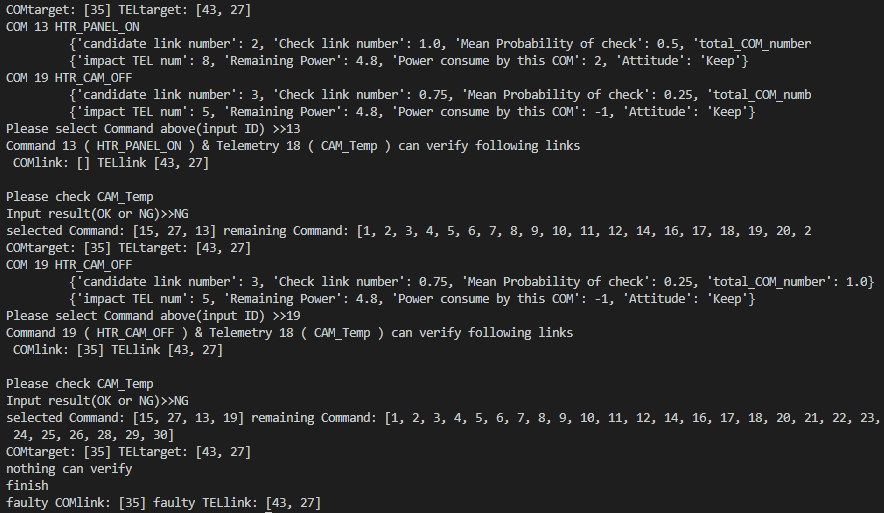 COMtarget: [35] TELtarget: [43, 27]
COM 13 HTR_PANEL_ON
{'candidate link number': 2, 'Check link number': 1.0, 'Mean Probability of check': 0.5, 'total_COM_number
{'impact TEL num': 8, 'Remaining Power': 4.8, 'Power consume by this COM': 2, 'Attitude': 'Keep'}
COM 19 HTR_CAM_OFF
{'candidate link number': 3, 'Check link number': 0.75, 'Mean Probability of check': 0.25, 'total_COM_numb
{'impact TEL num': 5, 'Remaining Power': 4.8, 'Power consume by this COM': -1, 'Attitude': 'Keep'}
Please select Command above(input ID) >>13
Command 13 ( HTR_PANEL_ON ) & Telemetry 18 ( CAM_Temp ) can verify following links
COMlink: [] TELlink [43, 27]

Please check CAM_Temp
Input result(OK or NG)>>NG
selected Command: [15, 27, 13] remaining Command: [1, 2, 3, 4, 5, 6, 7, 8, 9, 10, 11, 12, 14, 16, 17, 18, 19, 20, 2
COMtarget: [35] TELtarget: [43, 27]
COM 19 HTR_CAM_OFF
{'candidate link number': 3, 'Check link number': 0.75, 'Mean Probability of check': 0.25, 'total_COM_number': 1.0}
{'impact TEL num': 5, 'Remaining Power': 4.8, 'Power consume by this COM': -1, 'Attitude': 'Keep'}
Please select Command above(input ID) >>19
Command 19 ( HTR_CAM_OFF ) & Telemetry 18 ( CAM_Temp ) can verify following links
COMlink: [35] TELlink [43, 27]

Please check CAM_Temp
Input result(OK or NG)>>NG
selected Command: [15, 27, 13, 19] remaining Command: [1, 2, 3, 4, 5, 6, 7, 8, 9, 10, 11, 12, 14, 16, 17, 18, 20, 21, 22, 23,
24, 25, 26, 28, 29, 30]
COMtarget: [35] TELtarget: [43, 27]
nothing can verify
finish
faulty COMlink: [35] faulty TELlink: [43, 27]